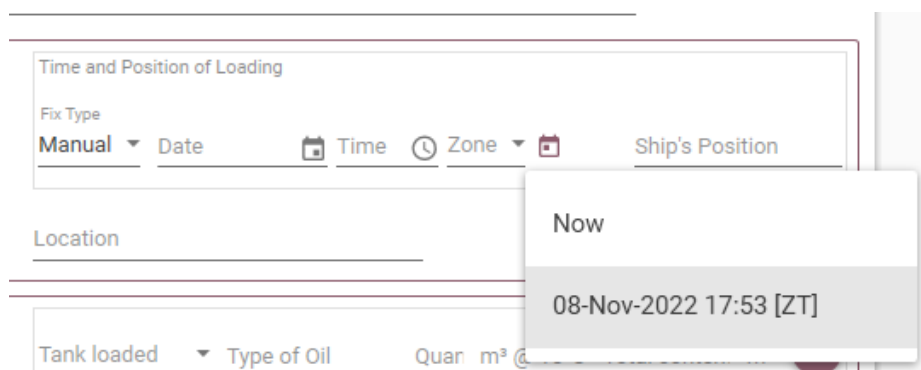 Time and Position of Loading
Fix Type
Manual Date Time Zone Ship's Position
Now
Location
08-Nov-2022 17:53 [ZT]
Tank loaded Type of Oil Quan m³ @